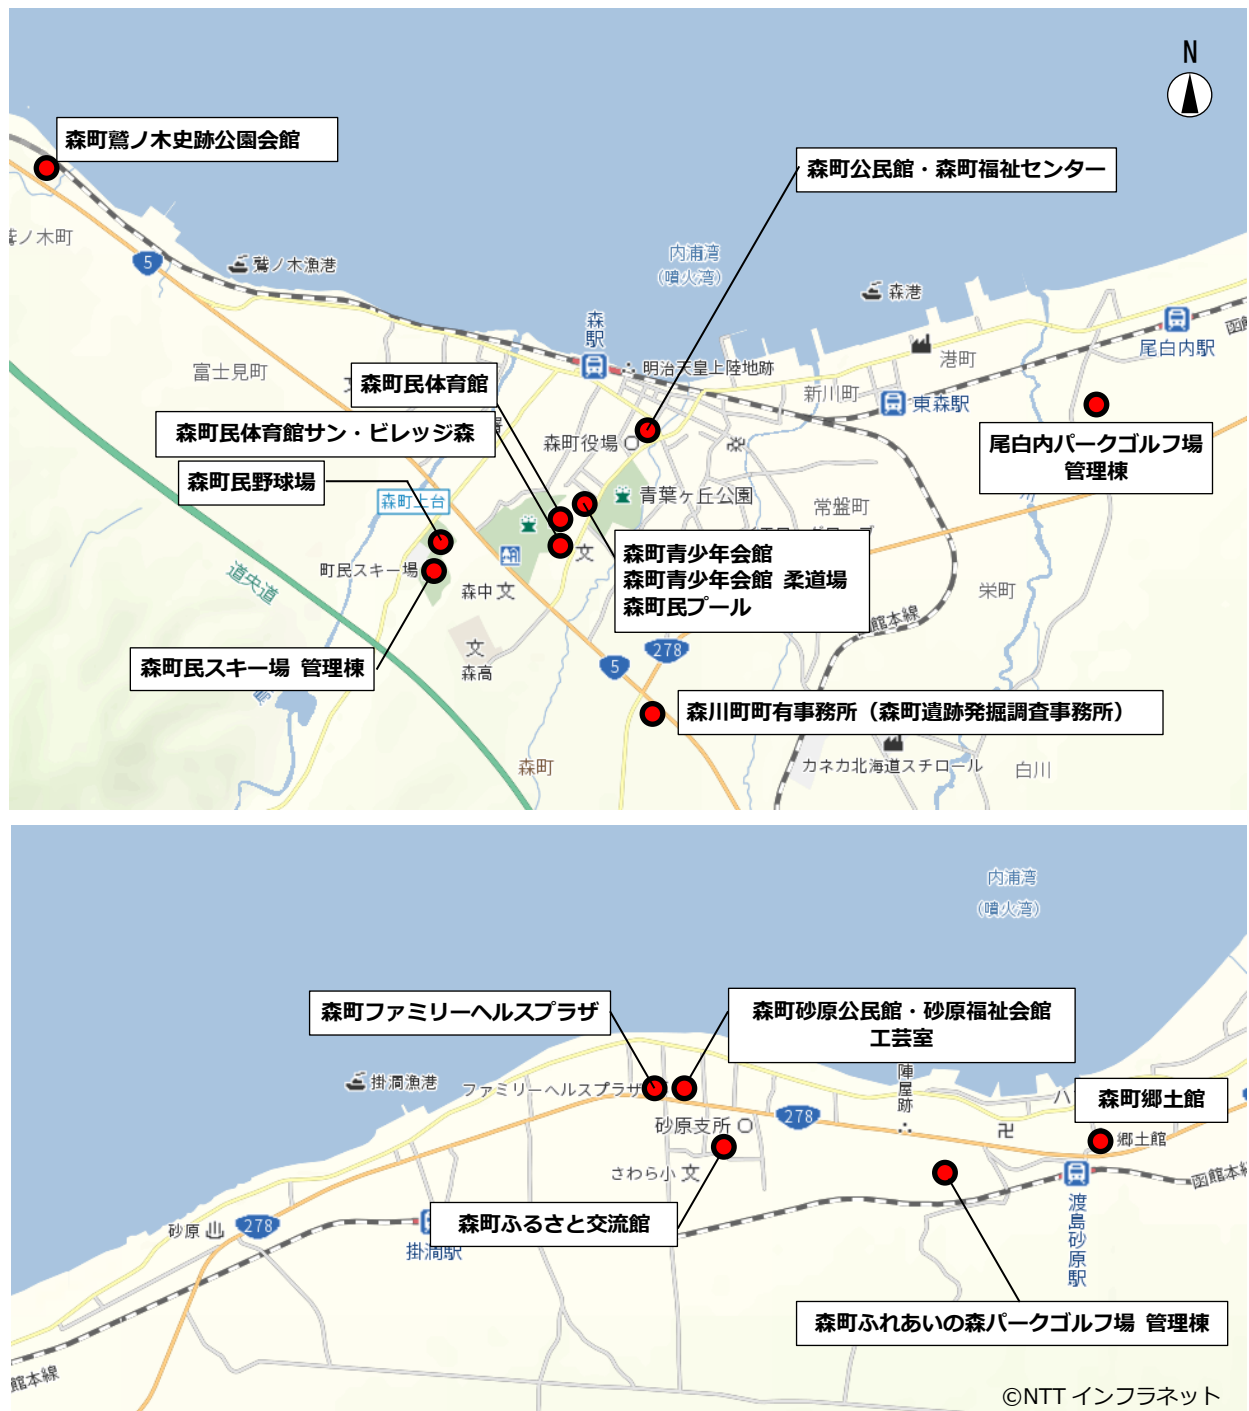 N
森町鷲ノ木史跡公園会館
森町公民館・森町福祉センター
鷲ノ木町
5
鷲ノ木漁港
内浦湾
(噴火湾)
森港
森駅
尾白内駅
富士見町
明治天皇上陸地跡
港町
新川町
東森駅
森町民体育館
森町民体育館サン・ビレッジ森
森町役場
尾白内パークゴルフ場
管理棟
森町民野球場
森町上台
青葉ヶ丘公園
常盤町
文
森町青少年会館
森町青少年会館 柔道場
森町民プール
道央道
町民スキー場
森中 文
栄町
函館本線
文
森高
278
5
森町民スキー場 管理棟
森川町町有事務所（森町遺跡発掘調査事務所）
森町
カネカ北海道スチロール
白川
内浦湾
(噴火湾)
森町ファミリーヘルスプラザ
森町砂原公民館・砂原福祉会館
工芸室
掛澗漁港
ファミリーヘルスプラザ
陣屋跡
森町郷土館
278
砂原支所
卍
郷土館
さわら小 文
函館本線
森町ふるさと交流館
砂原
278
掛澗駅
渡島砂原駅
森町ふれあいの森パークゴルフ場 管理棟
館本線
©NTT インフラネット